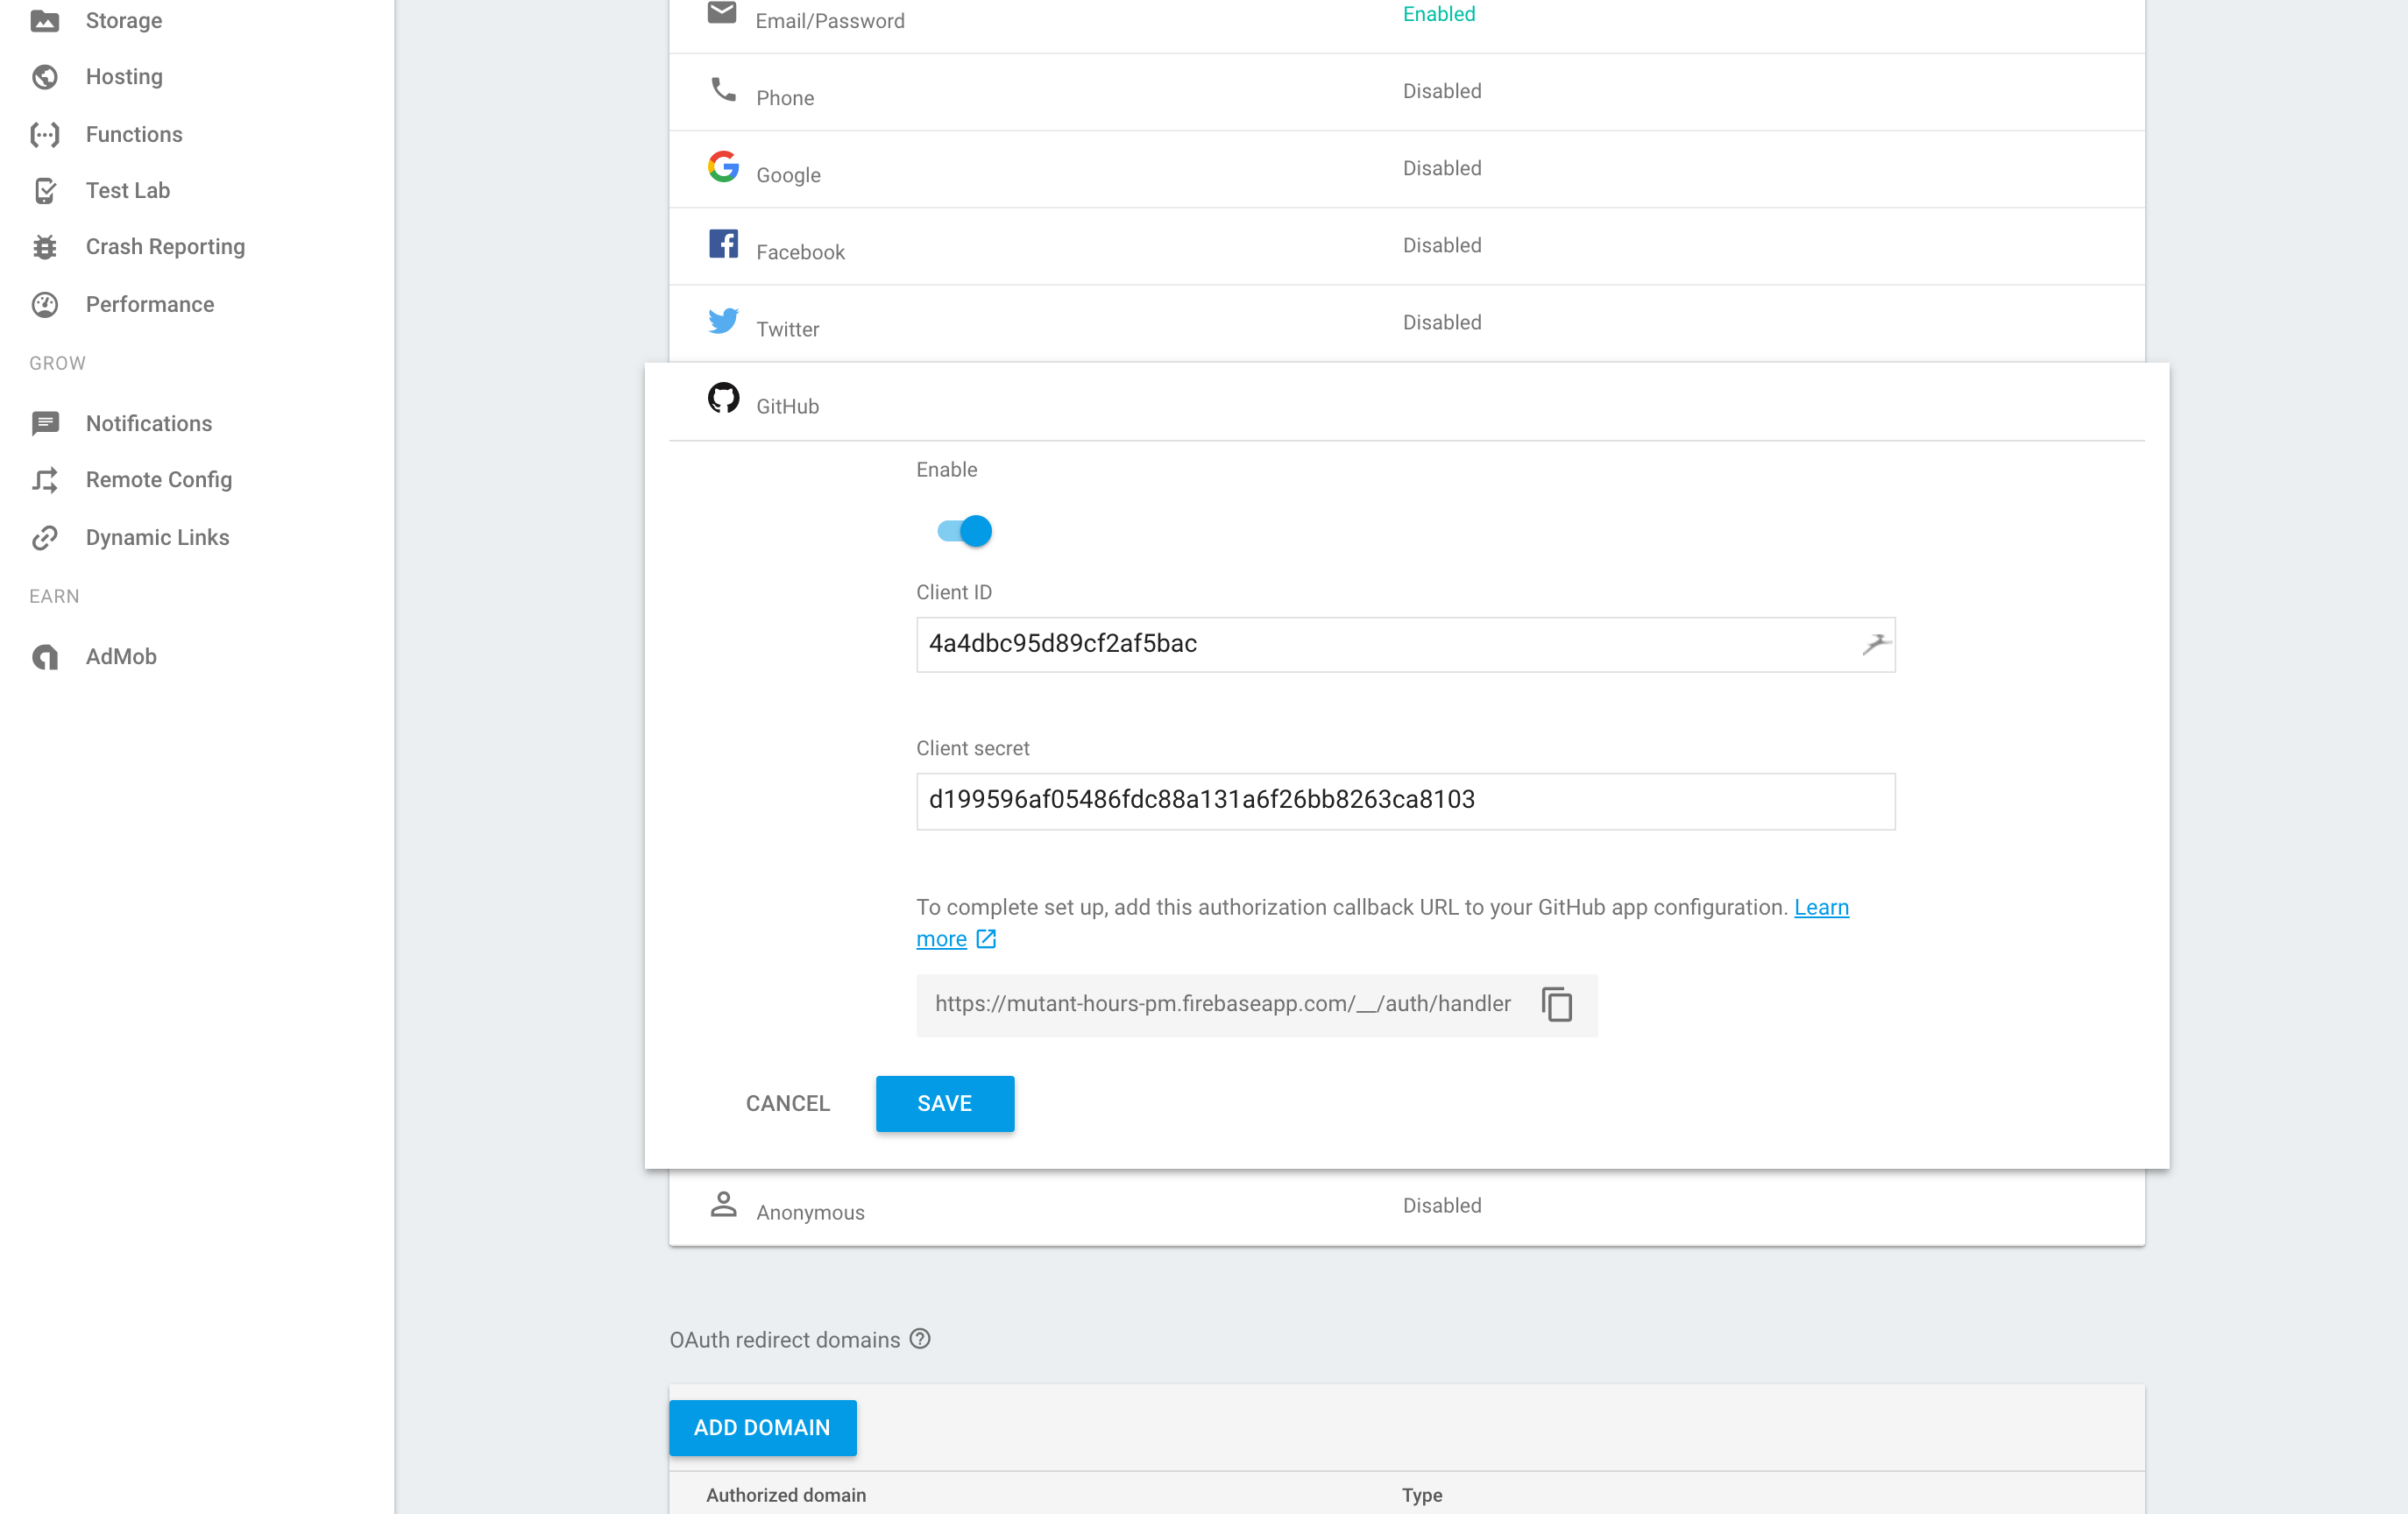 Storage
Hosting
Functions
Test Lab
Crash Reporting
Performance
GROW
Notifications
Remote Config
Dynamic Links
EARN
AdMob
Email/Password Enabled
Phone Disabled
Google Disabled
Facebook Disabled
Twitter Disabled
GitHub
Enable
Client ID
4a4dbc95d89cf2af5bac
Client secret
d199596af05486fdc88a131a6f26bb8263ca8103
To complete set up, add this authorization callback URL to your GitHub app configuration. Learn
more
https://mutant-hours-pm.firebaseapp.com/__/auth/handler
CANCEL SAVE
Anonymous Disabled
OAuth redirect domains
ADD DOMAIN
Authorized domain Type